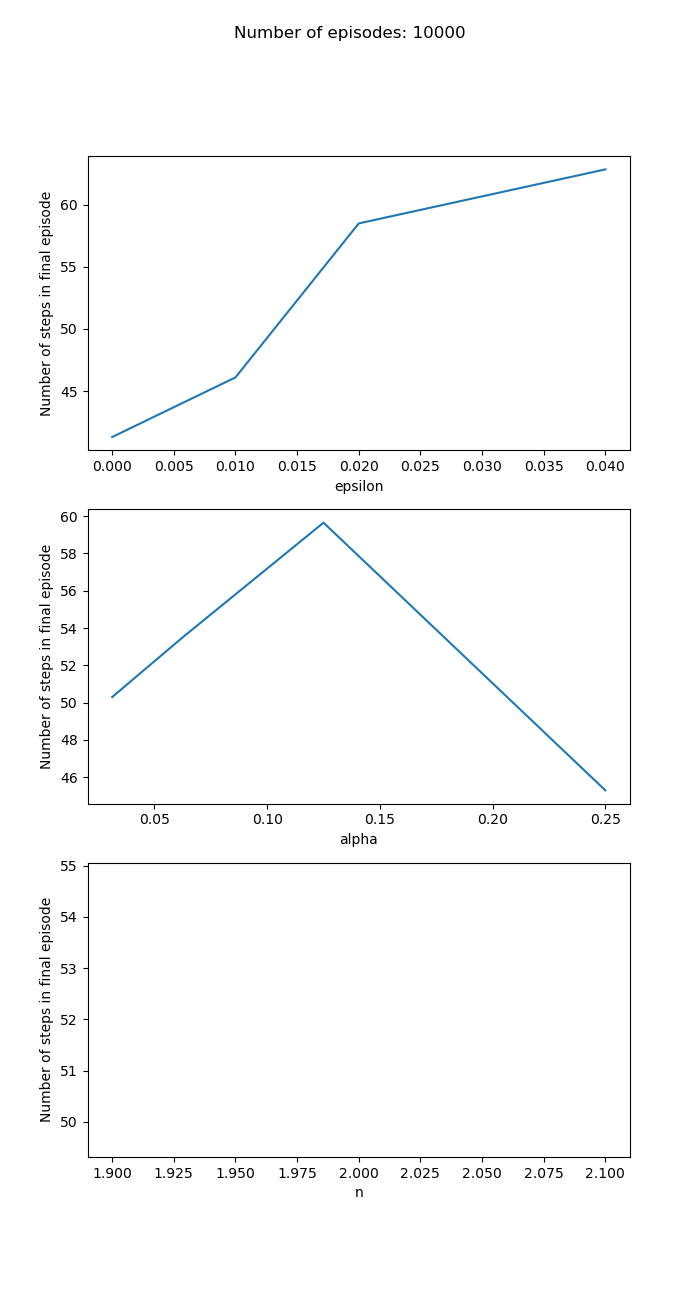 Number of episodes: 10000
60
55
50
45
Number of steps in final episode
0.000 0.005 0.010 0.015 0.020 0.025 0.030 0.035 0.040
epsilon
60
58
56
54
52
50
48
46
Number of steps in final episode
0.05 0.10 0.15 0.20 0.25
alpha
55
54
53
52
51
50
Number of steps in final episode
1.900 1.925 1.950 1.975 2.000 2.025 2.050 2.075 2.100
n